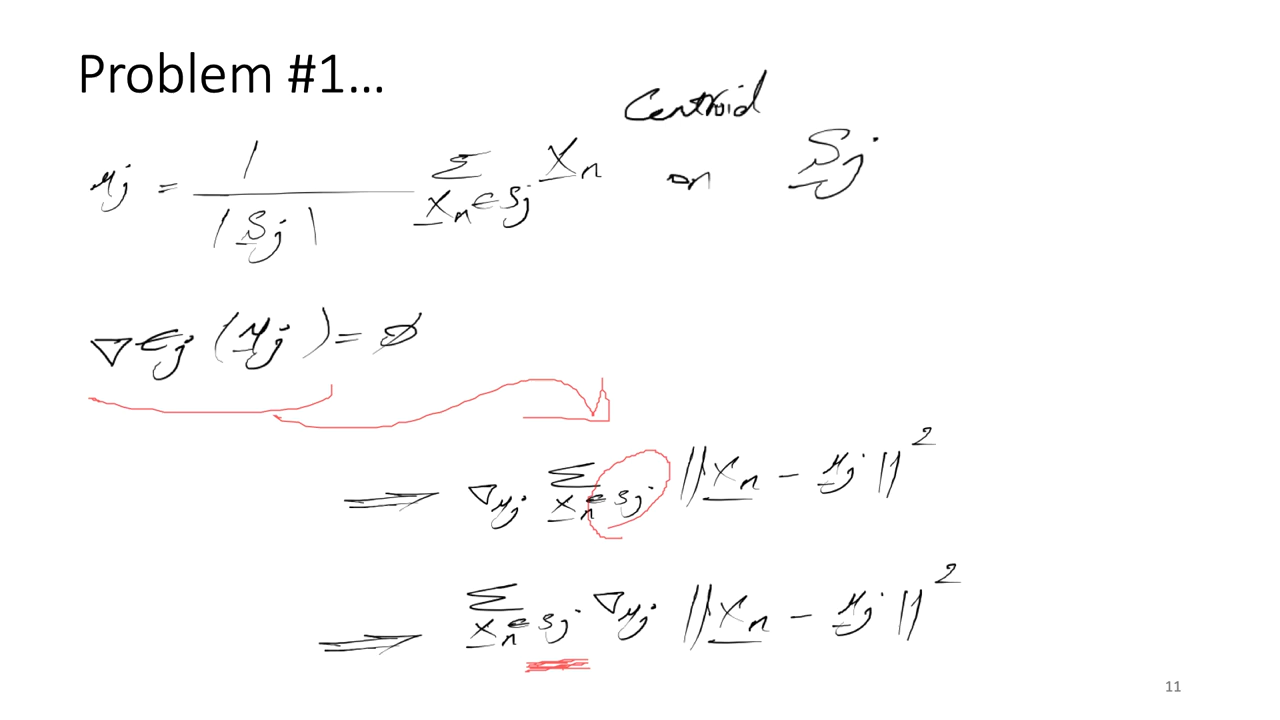 Problem #1...
Centroid
μj = 1 / |Sj| Σ Xn∈Sj Xn on Sj
∇Ej (μj) = ∅
⟹ ∇μj Σ Xn∈Sj ||Xn − μj||²
⟹ Σ Xn∈Sj ∇μj ||Xn − μj||²
11